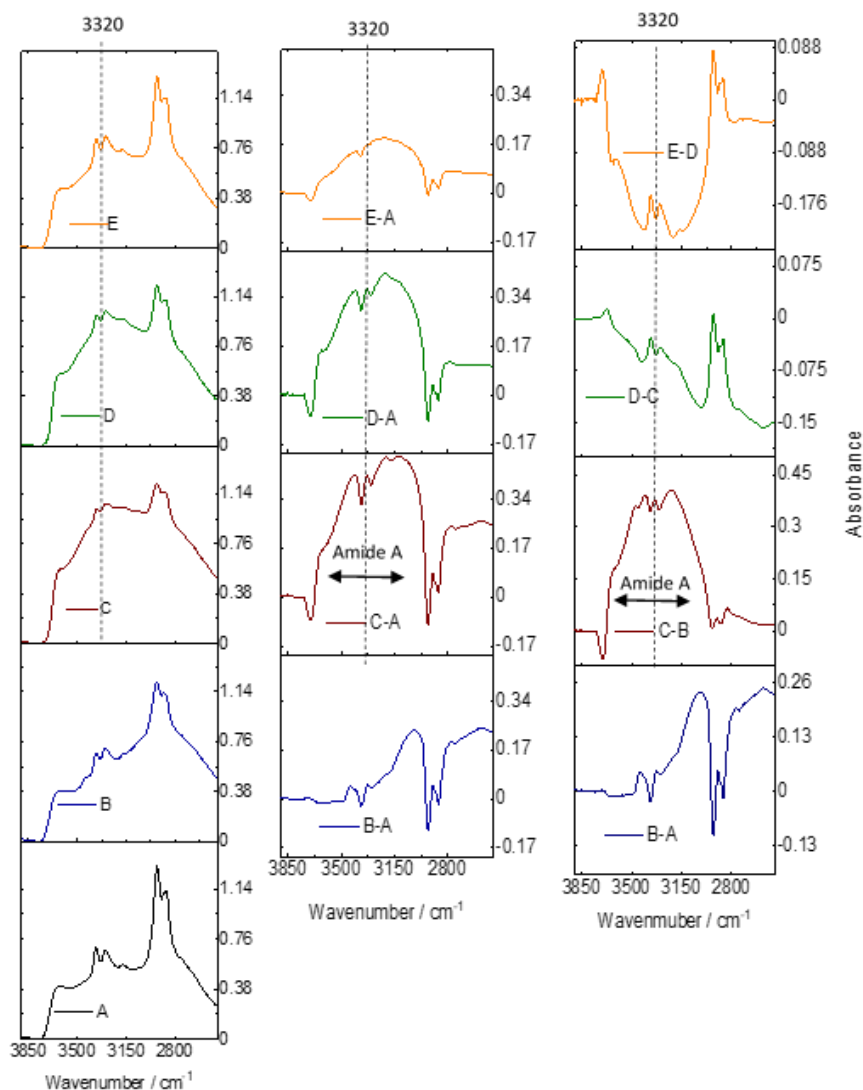 3320
1.14
0.76
0.38
0
E
1.14
0.76
0.38
0
D
1.14
0.76
0.38
0
C
1.14
0.76
0.38
0
B
1.14
0.76
0.38
0
A
3850 3500 3150 2800
Wavenumber / cm⁻¹
3320
0.34
0.17
0
-0.17
E-A
0.34
0.17
0
-0.17
D-A
0.34
0.17
0
-0.17
Amide A
C-A
0.34
0.17
0
-0.17
B-A
3850 3500 3150 2800
Wavenumber / cm⁻¹
3320
0.088
0
-0.088
-0.176
E-D
0.075
0
-0.075
-0.15
D-C
0.45
0.3
0.15
0
Amide A
C-B
0.26
0.13
0
-0.13
B-A
3850 3500 3150 2800
Wavenmuber / cm⁻¹
Absorbance